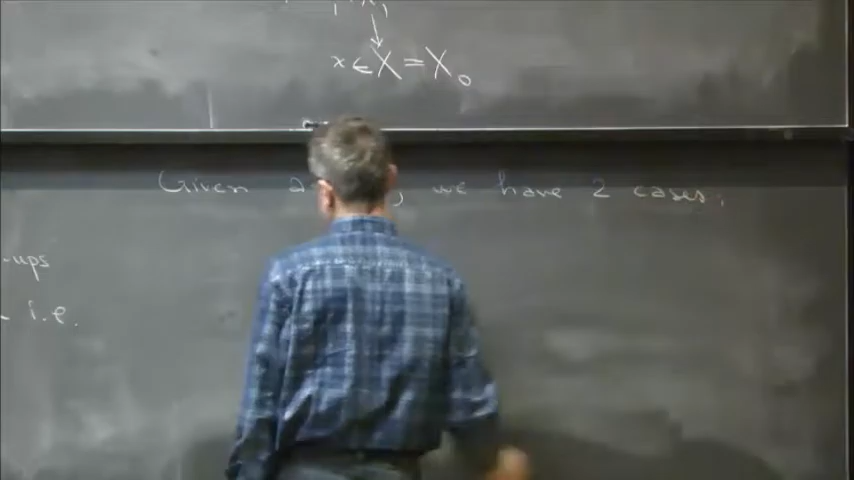 x ∈ X = X₀
Given a , we have 2 cases.
-ups
i.e.